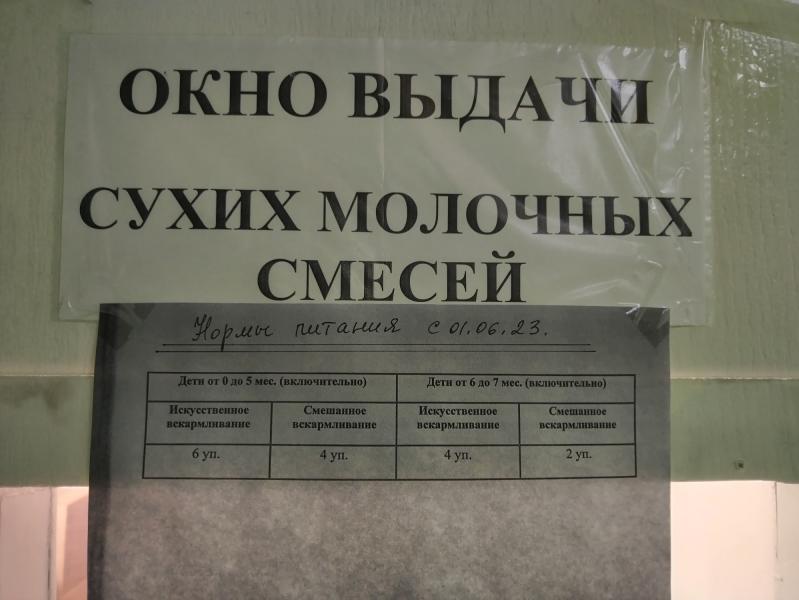 ОКНО ВЫДАЧИ
СУХИХ МОЛОЧНЫХ
СМЕСЕЙ
Нормы питания с 01.06.23.
Дети от 0 до 5 мес. (включительно) Дети от 6 до 7 мес. (включительно)
Искусственное Смешанное Искусственное Смешанное
вскармливание вскармливание вскармливание вскармливание
6 уп. 4 уп. 4 уп. 2 уп.